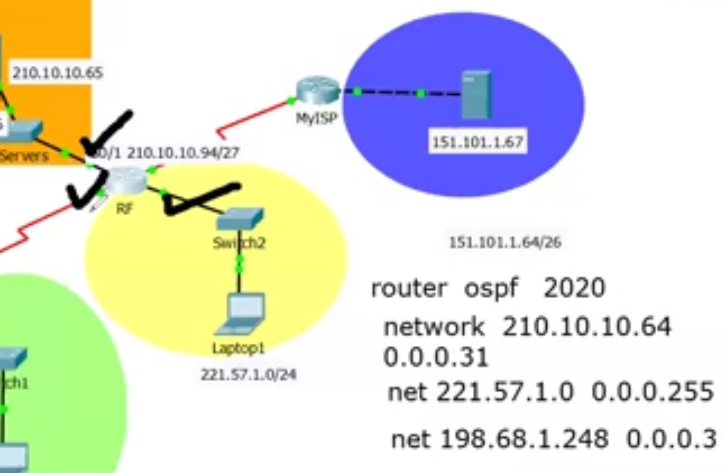 210.10.10.65
Servers
0/1 210.10.10.94/27
RF
MyISP
151.101.1.67
151.101.1.64/26
Switch2
Laptop1
221.57.1.0/24
ch1
router ospf 2020
network 210.10.10.64
0.0.0.31
net 221.57.1.0 0.0.0.255
net 198.68.1.248 0.0.0.3